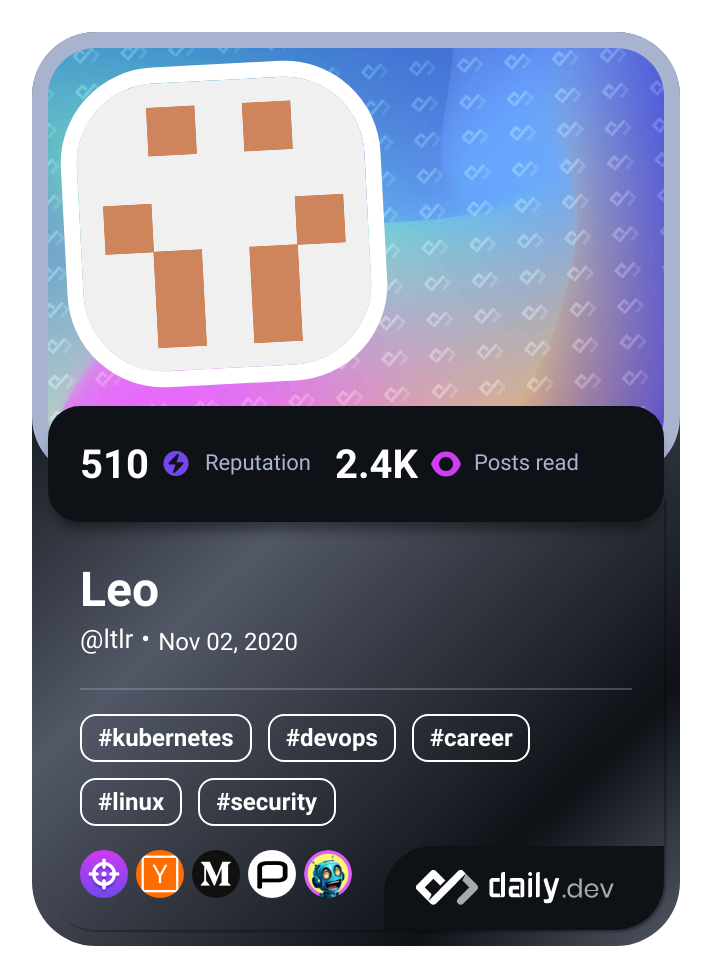 510 Reputation 2.4K Posts read
Leo
@ltlr • Nov 02, 2020
#kubernetes #devops #career
#linux #security
Y M P daily.dev